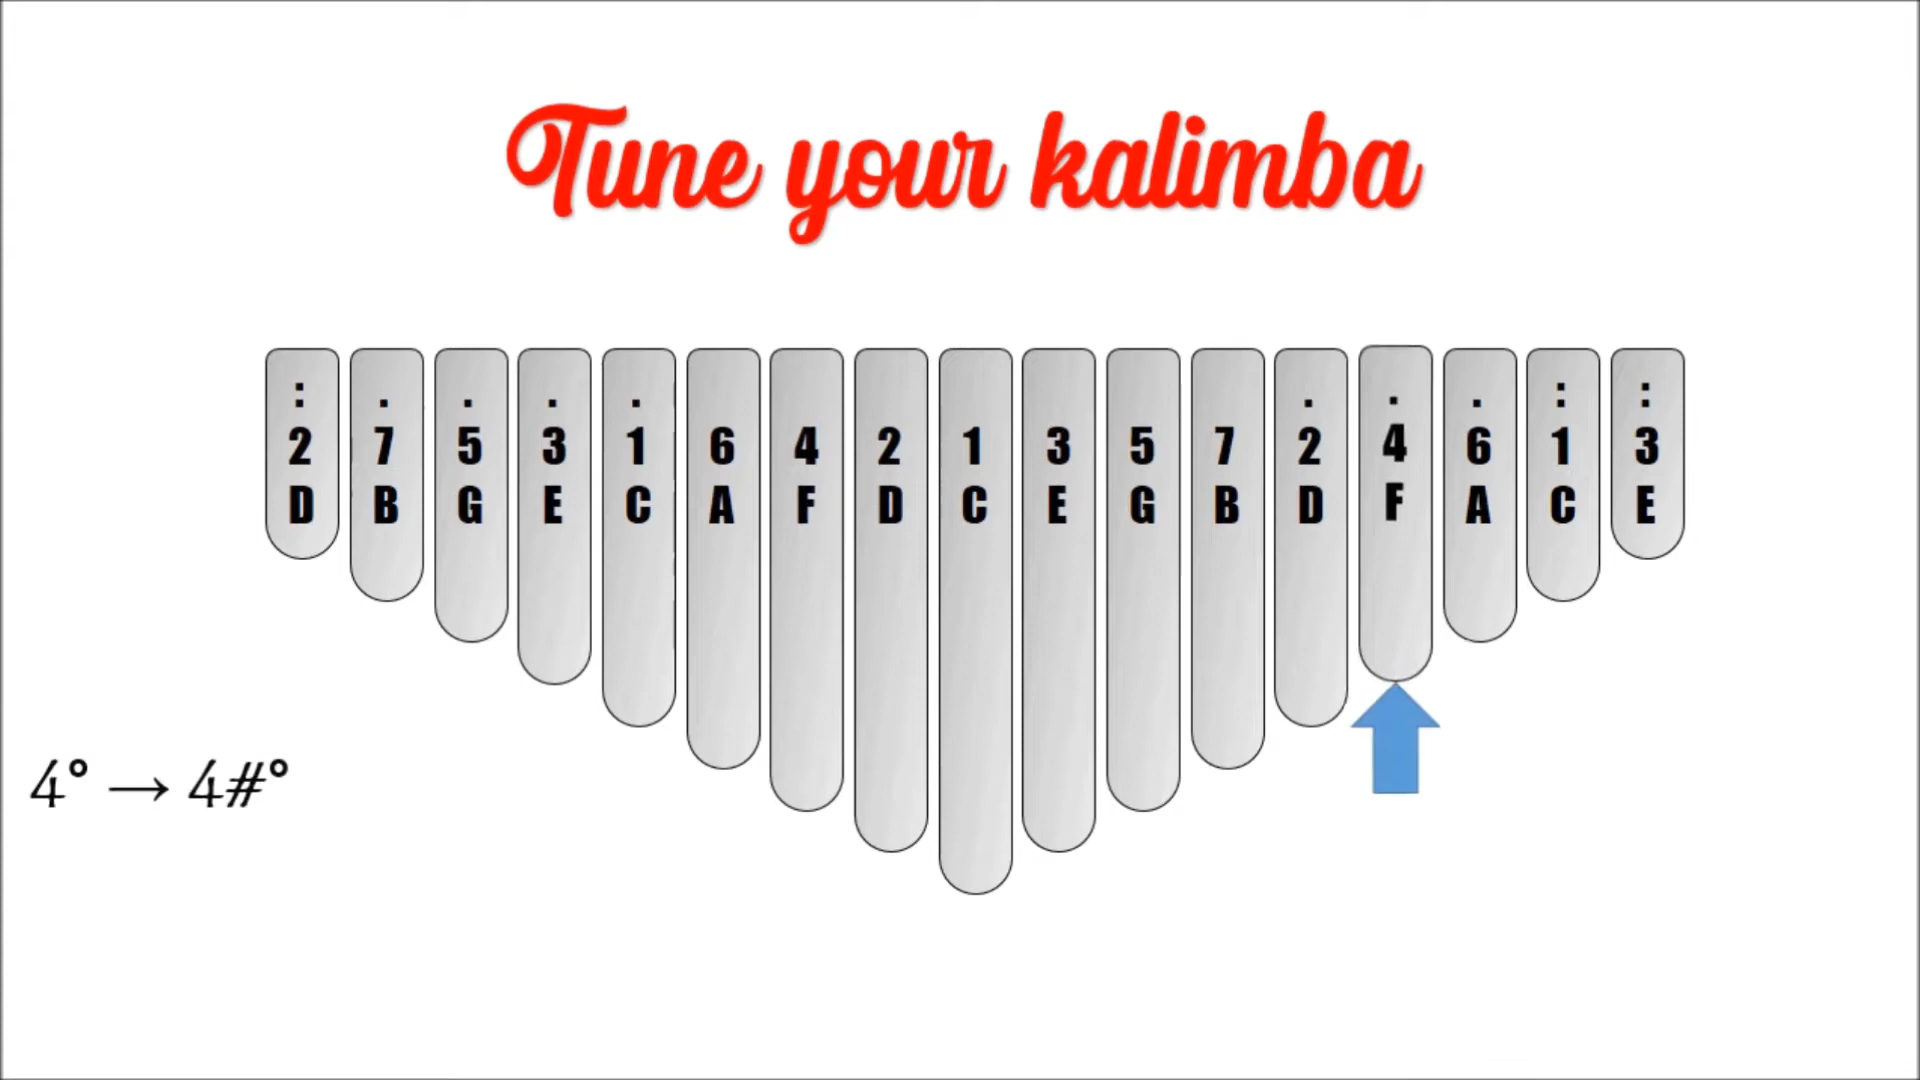 Tune your kalimba
: . . . . . . . : :
2 7 5 3 1 6 4 2 1 3 5 7 2 4 6 1 3
D B G E C A F D C E G B D F A C E
4° → 4#°